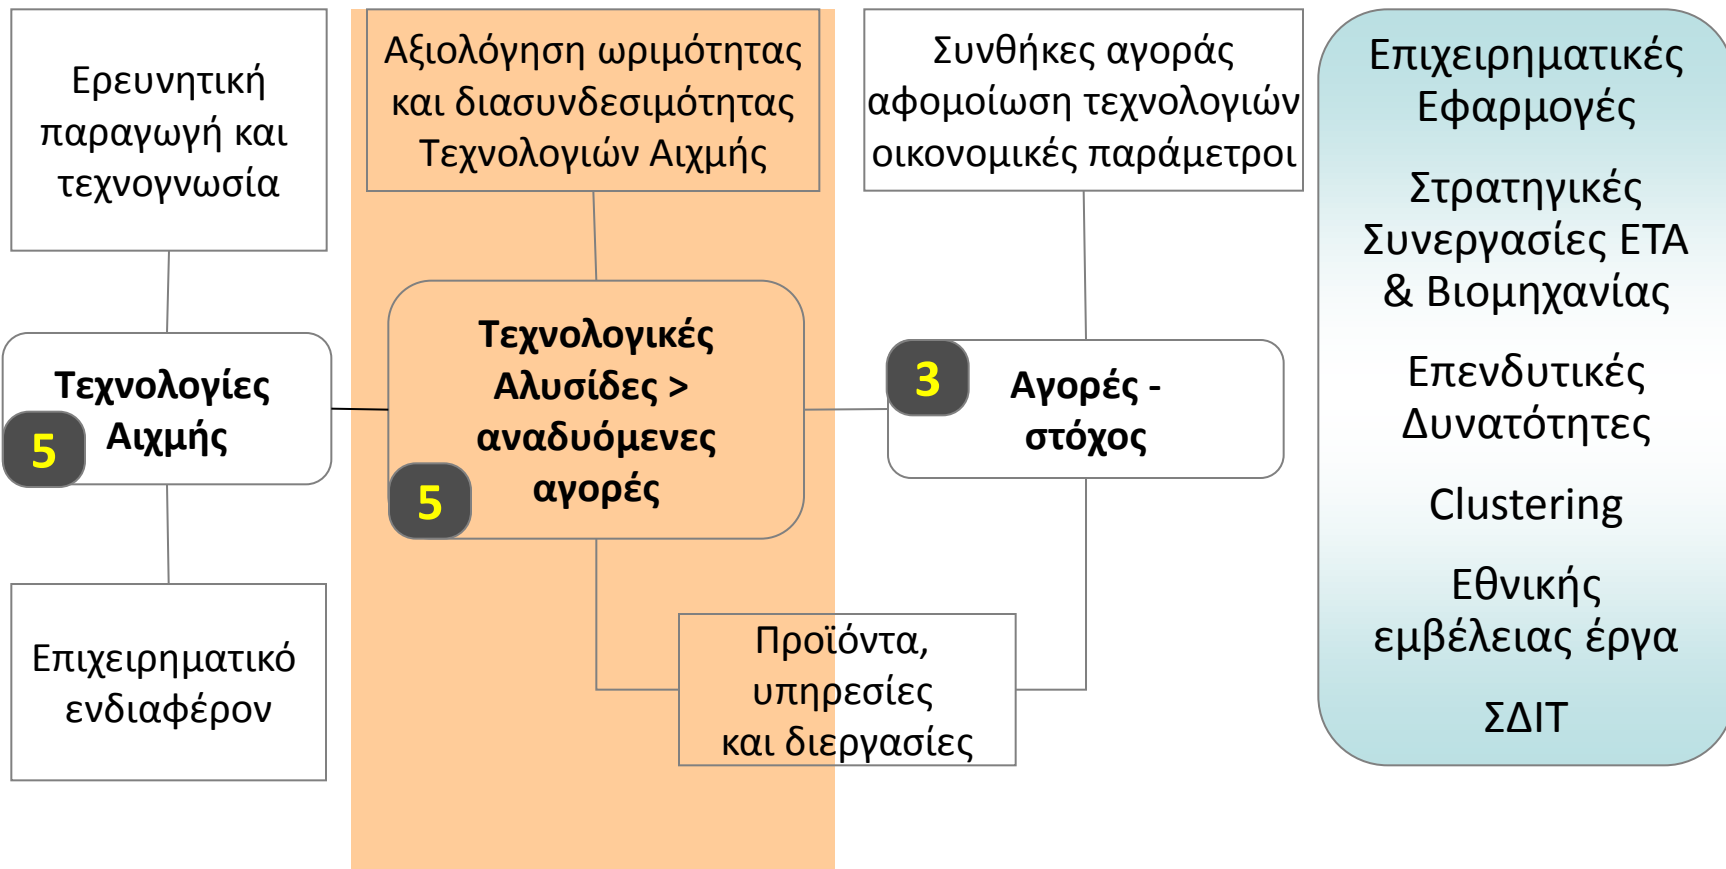 Ερευνητική
παραγωγή και
τεχνογνωσία
Τεχνολογίες
Αιχμής
5
Επιχειρηματικό
ενδιαφέρον
Αξιολόγηση ωριμότητας
και διασυνδεσιμότητας
Τεχνολογιών Αιχμής
Τεχνολογικές
Αλυσίδες >
αναδυόμενες
αγορές
5
Συνθήκες αγοράς
αφομοίωση τεχνολογιών
οικονομικές παράμετροι
3
Αγορές -
στόχος
Προϊόντα,
υπηρεσίες
και διεργασίες
Επιχειρηματικές
Εφαρμογές
Στρατηγικές
Συνεργασίες ΕΤΑ
& Βιομηχανίας
Επενδυτικές
Δυνατότητες
Clustering
Εθνικής
εμβέλειας έργα
ΣΔΙΤ